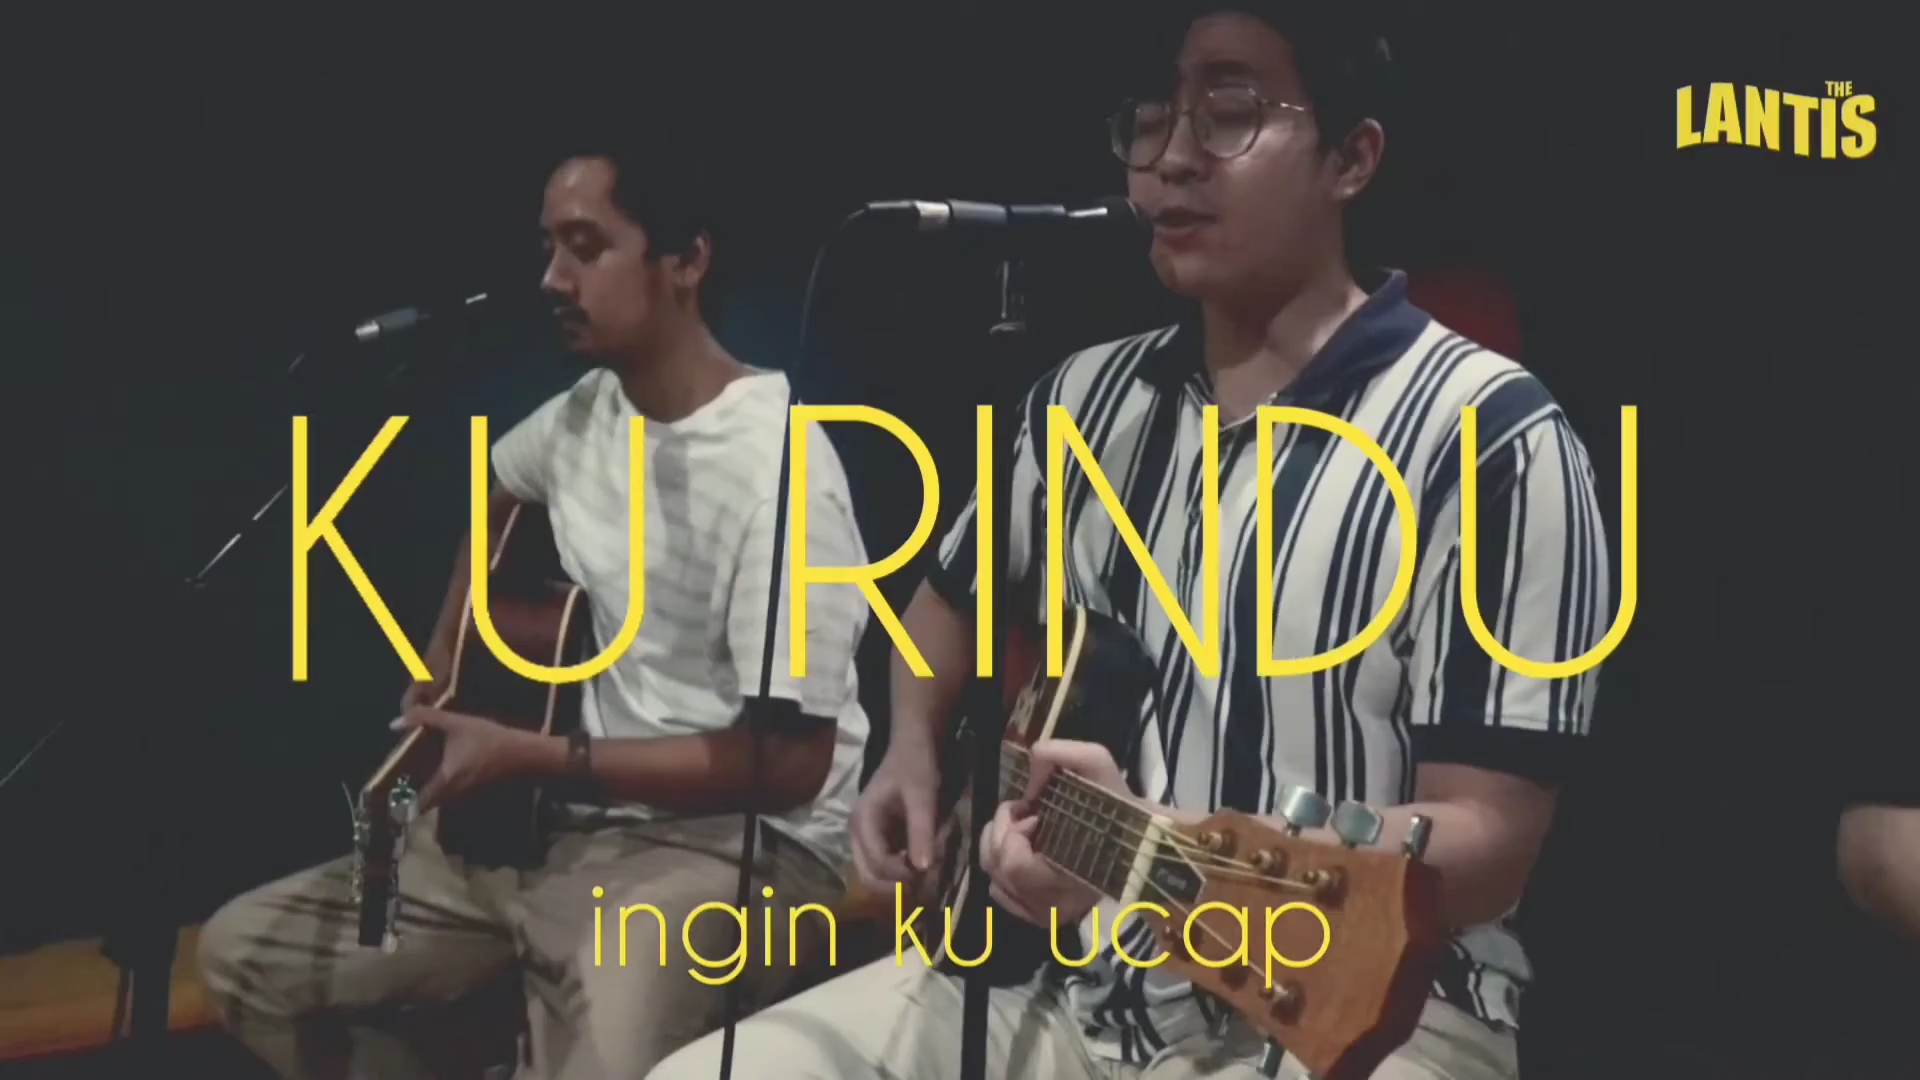 THE
LANTIS
KU RINDU
ingin ku ucap